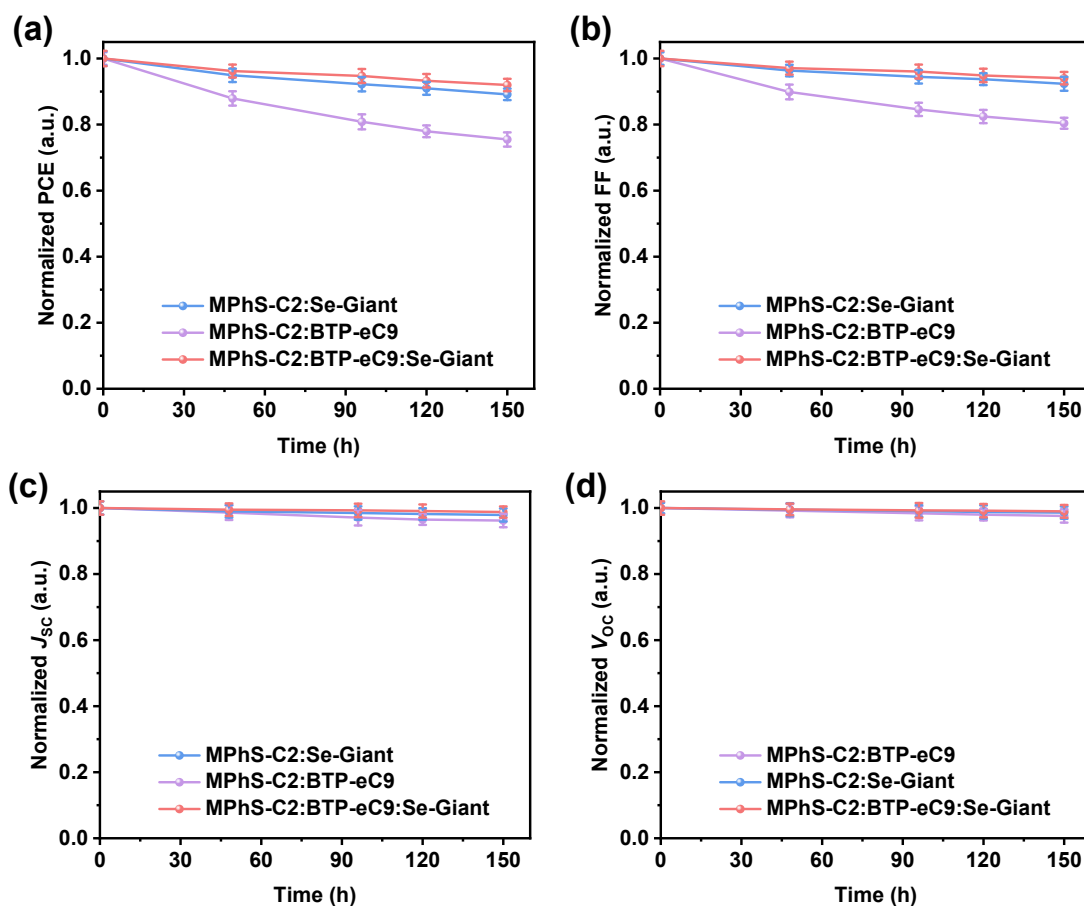 (a)
Normalized PCE (a.u.)
1.0
0.8
0.6
0.4
0.2
0.0
MPhS-C2:Se-Giant
MPhS-C2:BTP-eC9
MPhS-C2:BTP-eC9:Se-Giant
0 30 60 90 120 150
Time (h)
(b)
Normalized FF (a.u.)
1.0
0.8
0.6
0.4
0.2
0.0
MPhS-C2:Se-Giant
MPhS-C2:BTP-eC9
MPhS-C2:BTP-eC9:Se-Giant
0 30 60 90 120 150
Time (h)
(c)
Normalized JSC (a.u.)
1.0
0.8
0.6
0.4
0.2
0.0
MPhS-C2:Se-Giant
MPhS-C2:BTP-eC9
MPhS-C2:BTP-eC9:Se-Giant
0 30 60 90 120 150
Time (h)
(d)
Normalized VOC (a.u.)
1.0
0.8
0.6
0.4
0.2
0.0
MPhS-C2:BTP-eC9
MPhS-C2:Se-Giant
MPhS-C2:BTP-eC9:Se-Giant
0 30 60 90 120 150
Time (h)